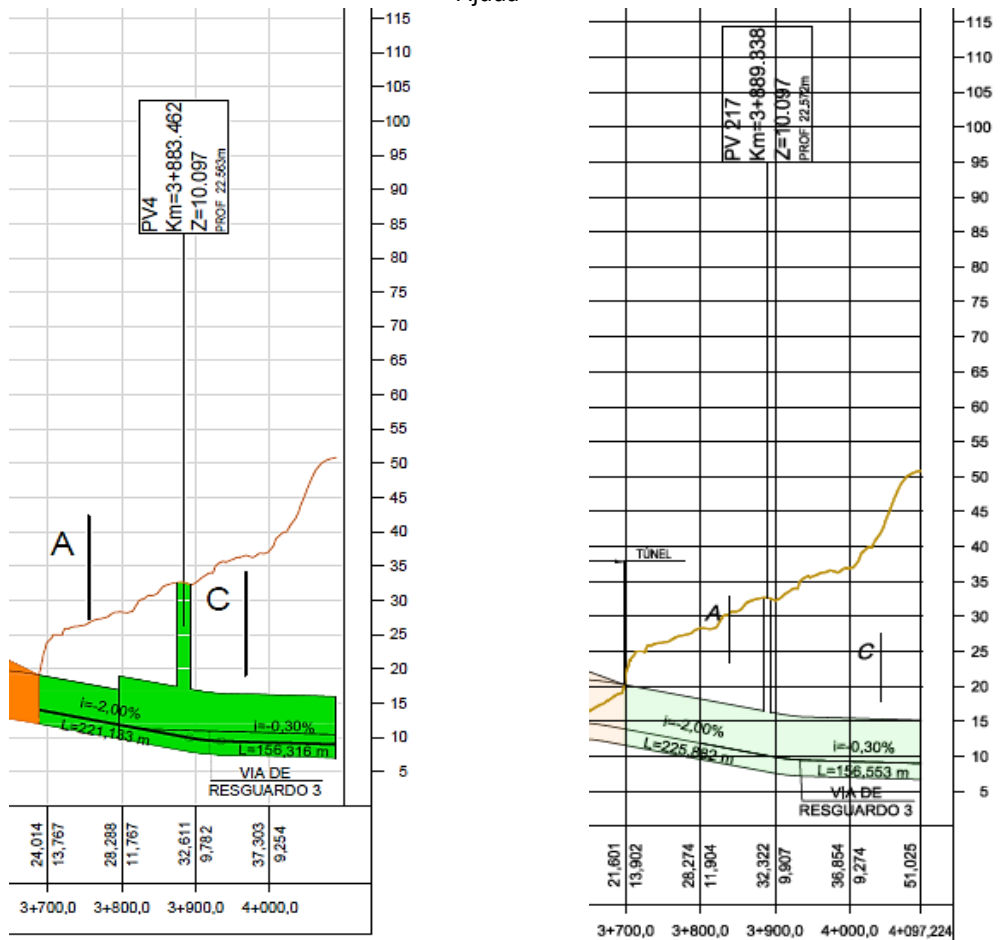 115
110
105
100
95
90
85
80
75
70
65
60
55
50
45
40
35
30
25
20
15
10
5
PV4
Km=3+883.462
Z=10.097
PROF 22.563m
A
C
i=-2,00%
L=221,183 m
i=-0,30%
L=156,316 m
VIA DE
RESGUARDO 3
24,014
13,767
28,288
11,767
32,611
9,782
37,303
9,254
3+700,0 3+800,0 3+900,0 4+000,0
115
110
105
100
95
90
85
80
75
70
65
60
55
50
45
40
35
30
25
20
15
10
5
PV 217
Km=3+889.338
Z=10.097
PROF 22.572m
TÚNEL
A
C
i=-2,00%
L=225,882 m
i=-0,30%
L=156,553 m
VIA DE
RESGUARDO 3
21,601
13,902
28,274
11,904
32,322
9,907
36,854
9,274
51,025
3+700,0 3+800,0 3+900,0 4+000,0 4+097,224